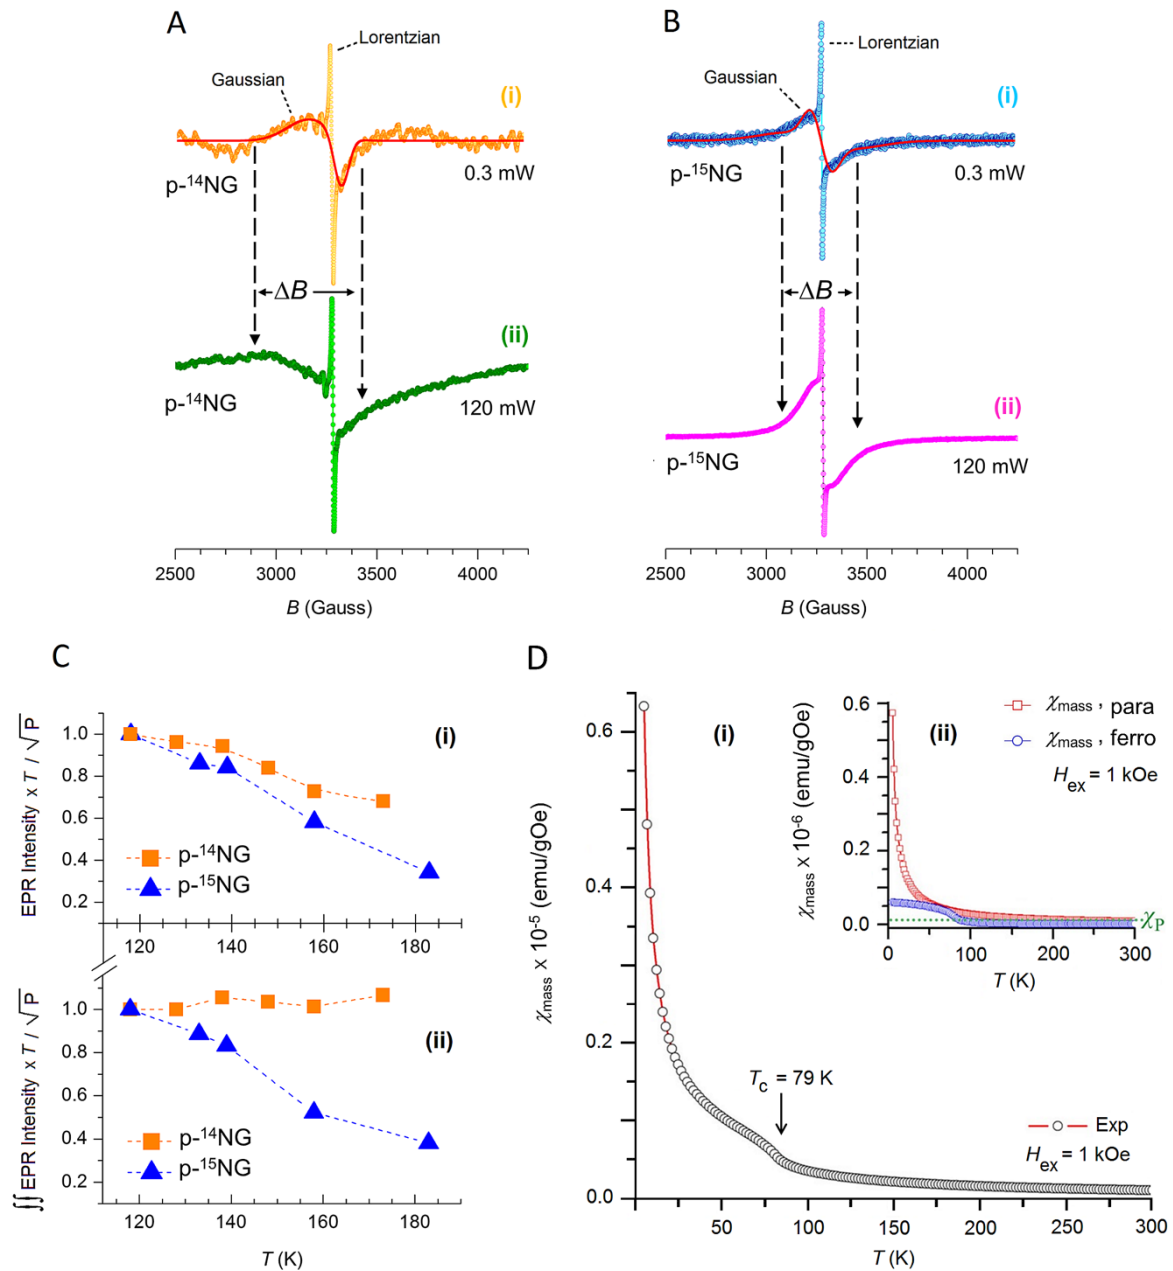 A
Lorentzian
Gaussian
(i)
p-¹⁴NG
0.3 mW
ΔB
(ii)
p-¹⁴NG
120 mW
2500 3000 3500 4000
B (Gauss)
B
Lorentzian
Gaussian
(i)
p-¹⁵NG
0.3 mW
ΔB
(ii)
p-¹⁵NG
120 mW
2500 3000 3500 4000
B (Gauss)
C
EPR Intensity x T / √P
1.0
0.8
0.6
0.4
0.2
(i)
p-¹⁴NG
p-¹⁵NG
120 140 160 180
∬ EPR Intensity x T / √P
1.0
0.8
0.6
0.4
0.2
(ii)
p-¹⁴NG
p-¹⁵NG
120 140 160 180
T (K)
D
χmass x 10⁻⁵ (emu/gOe)
0.6
0.4
0.2
0.0
(i)
Tc = 79 K
Exp
Hex = 1 kOe
50 100 150 200 250 300
T (K)
χmass x 10⁻⁶ (emu/gOe)
0.6
0.4
0.2
0.0
(ii)
χmass , para
χmass , ferro
Hex = 1 kOe
χP
0 100 200 300
T (K)